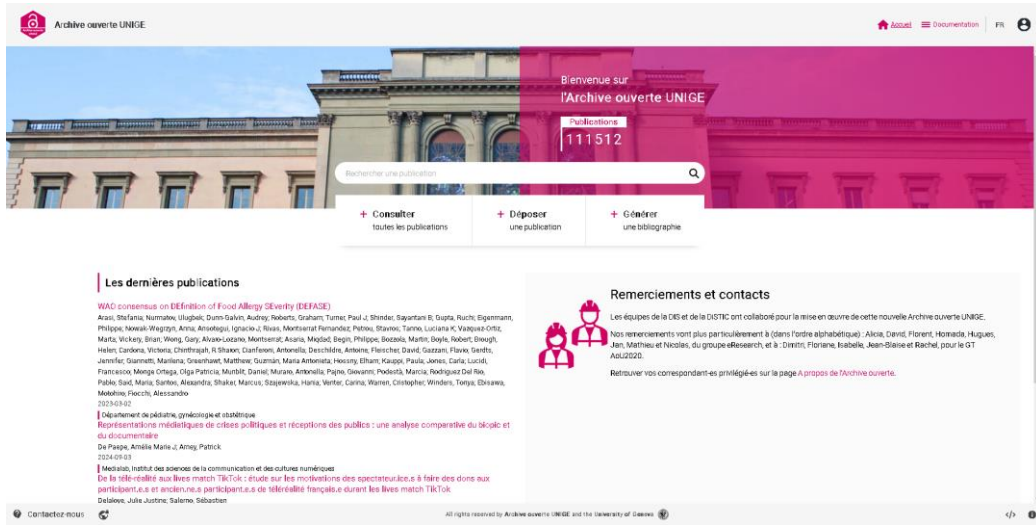 Archive ouverte UNIGE
Accueil
Documentation
FR
Bienvenue sur
l'Archive ouverte UNIGE
Publications
111512
Rechercher une publication
+ Consulter
toutes les publications
+ Déposer
une publication
+ Générer
une bibliographie
Les dernières publications
WAO consensus on DEfinition of Food Allergy SEverity (DEFASE)
Arasi, Stefania; Nurmatov, Ulugbek; Dunn-Galvin, Audrey; Roberts, Graham; Turner, Paul J; Shinder, Sayantani B; Gupta, Ruchi; Eigenmann,
Philippe; Nowak-Wegrzyn, Anna; Ansotegui, Ignacio J; Rivas, Montserrat Fernandez; Petrou, Stavros; Tanno, Luciana K; Vazquez-Ortiz,
Marta; Vickery, Brian; Wong, Gary; Alvaro-Lozano, Montserrat; Asaria, Miqdad; Begin, Philippe; Bozzola, Martin; Boyle, Robert; Brough,
Helen; Cardona, Victoria; Chinthrajah, R Sharon; Cianferoni, Antonella; Deschildre, Antoine; Fleischer, David; Gazzani, Flavio; Gerdts,
Jennifer; Giannetti, Marilena; Greenhawt, Matthew; Guzmán, Maria Antonieta; Hossny, Elham; Kauppi, Paula; Jones, Carla; Lucidi,
Francesco; Monge Ortega, Olga Patricia; Munblit, Daniel; Muraro, Antonella; Pajno, Giovanni; Podestà, Marcia; Rodriguez Del Rio,
Pablo; Said, Maria; Santos, Alexandra; Shaker, Marcus; Szajewska, Hania; Venter, Carina; Warren, Cristopher; Winders, Tonya; Ebisawa,
Motohiro; Fiocchi, Alessandro
2023-03-02
Département de pédiatrie, gynécologie et obstétrique
Représentations médiatiques de crises politiques et réceptions des publics : une analyse comperative du biopic et
du documentaire
De Paepe, Amélie Marie J; Amey, Patrick
2024-09-03
Medialab, Institut des sciences de la communication et des cultures numériques
De la télé-réalité aux lives match TikTok : étude sur les motivations des spectateur.ice.s à faire des dons aux
participant.e.s et ancien.ne.s participant.e.s de téléréalité français.e durant les lives match TikTok
Delaloye, Julie Justine; Salerno, Sébastien
Remerciements et contacts
Les équipes de la DIS et de la DiSTIC ont collaboré pour la mise en œuvre de cette nouvelle Archive ouverte UNIGE.
Nos remerciements vont plus particulièrement à (dans l'ordre alphabétique) : Alicia, David, Florent, Homada, Hugues,
Jan, Mathieu et Nicolas, du groupe eResearch, et à : Dimitri, Floriane, Isabelle, Jean-Blaise et Rachel, pour le GT
AoU2020.
Retrouver vos correspondant-es privilégié-es sur la page A propos de l'Archive ouverte.
Contactez-nous
All rights reserved by Archive ouverte UNIGE and the University of Geneva